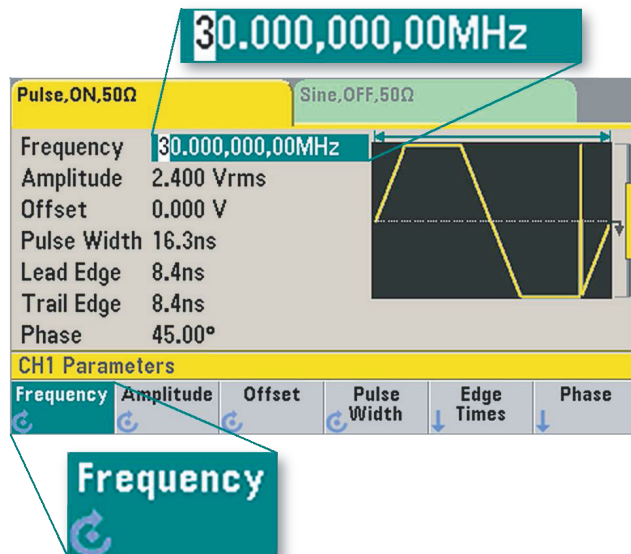 30.000,000,00MHz
Pulse,ON,50Ω
Sine,OFF,50Ω
Frequency 30.000,000,00MHz
Amplitude 2.400 Vrms
Offset 0.000 V
Pulse Width 16.3ns
Lead Edge 8.4ns
Trail Edge 8.4ns
Phase 45.00°
CH1 Parameters
Frequency
Amplitude
Offset
Pulse
Width
Edge
Times
Phase
Frequency